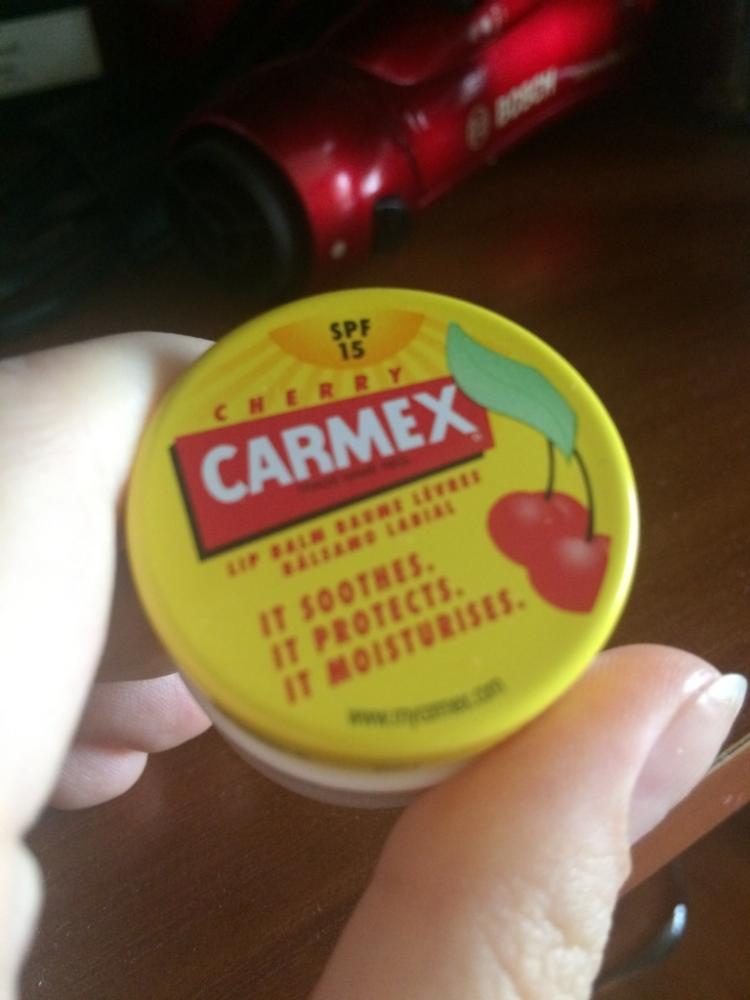 BOSCH
SPF
15
CHERRY
CARMEX
LIP BALM BAUME LÈVRES
BÁLSAMO LABIAL
IT SOOTHES.
IT PROTECTS.
IT MOISTURISES.
www.mycarmex.com